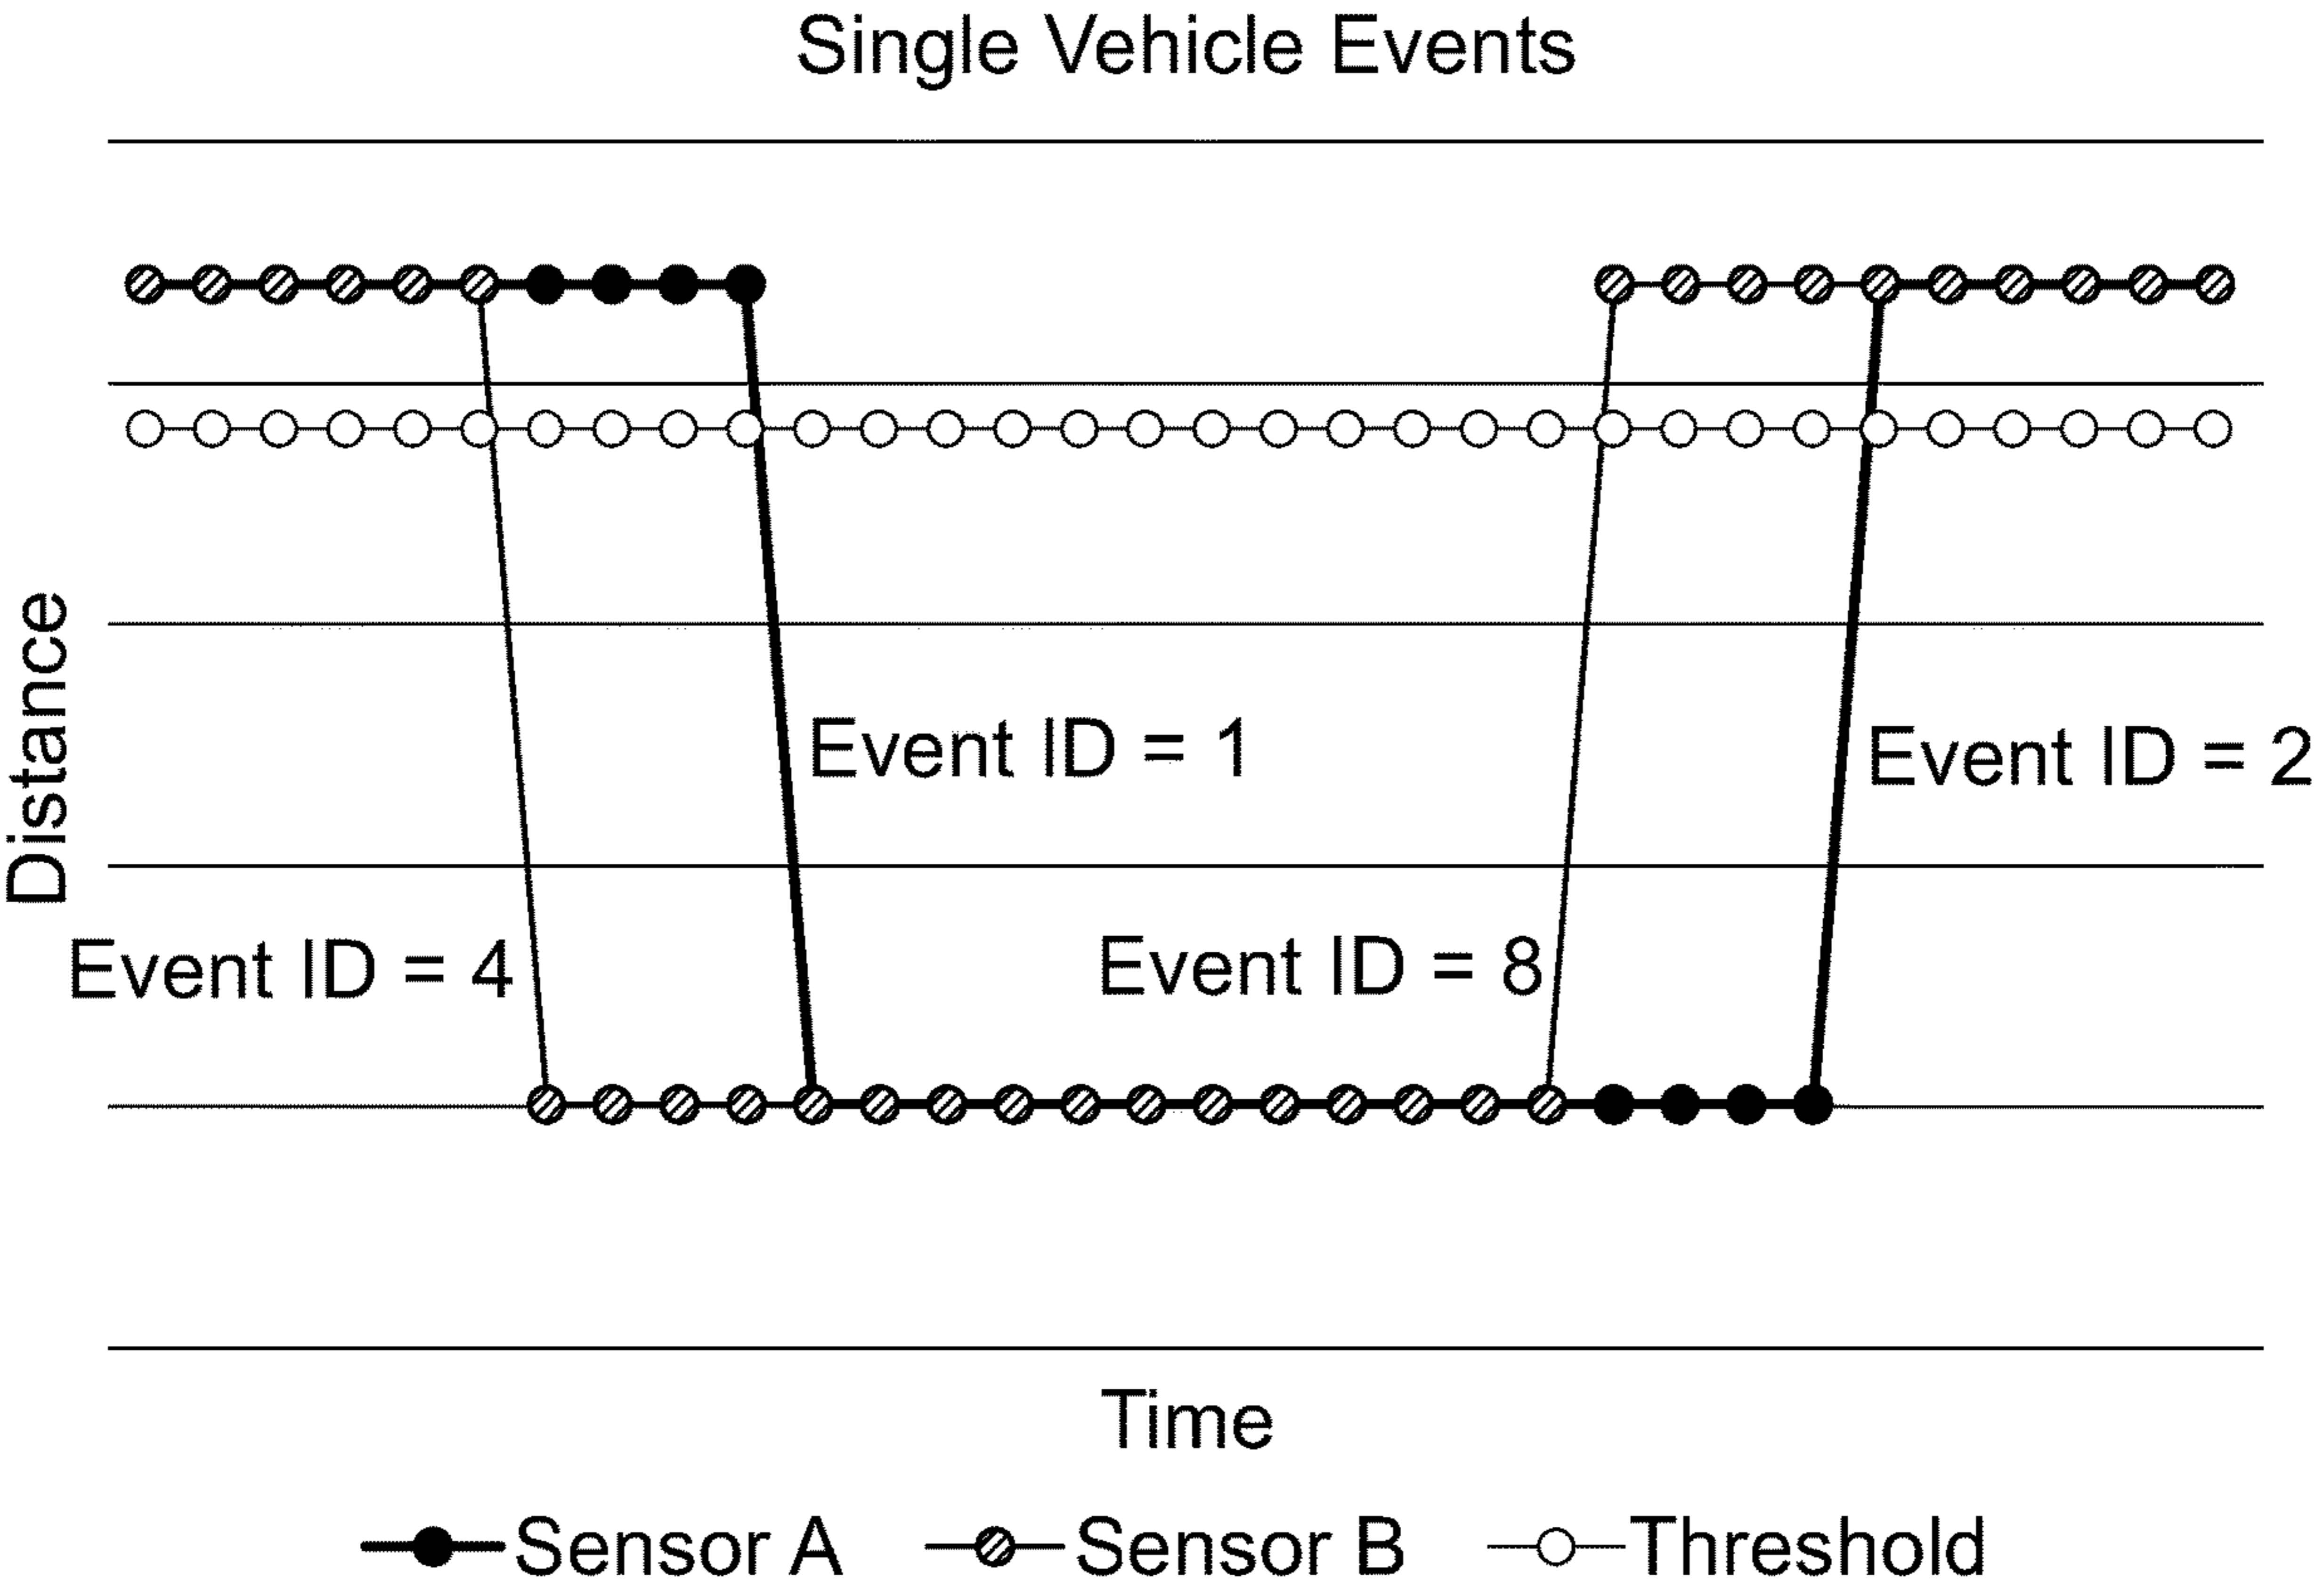 Single Vehicle Events
Distance
Event ID = 1
Event ID = 2
Event ID = 4
Event ID = 8
Time
Sensor A Sensor B Threshold